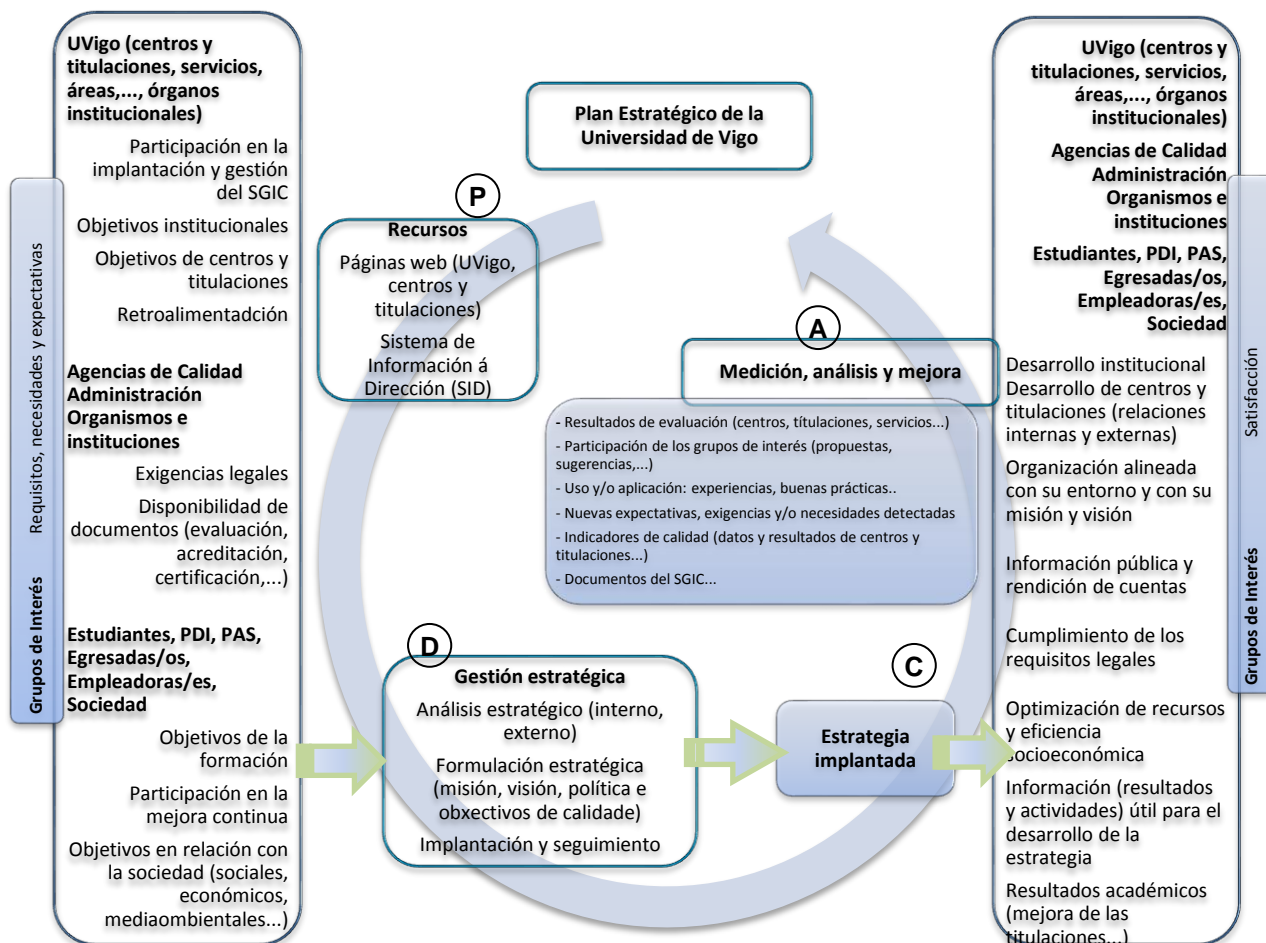 UVigo (centros y
titulaciones, servicios,
áreas,..., órganos
institucionales)
Participación en la
implantación y gestión
del SGIC
Objetivos institucionales
Objetivos de centros y
titulaciones
Retroalimentadción
Agencias de Calidad
Administración
Organismos e
instituciones
Exigencias legales
Disponibilidad de
documentos (evaluación,
acreditación,
certificación,...)
Estudiantes, PDI, PAS,
Egresadas/os,
Empleadoras/es,
Sociedad
Objetivos de la
formación
Participación en la
mejora continua
Objetivos en relación con
la sociedad (sociales,
económicos,
mediaombientales...)
Grupos de Interés
Requisitos, necesidades y expectativas
Plan Estratégico de la
Universidad de Vigo
P
Recursos
Páginas web (UVigo,
centros y
titulaciones)
Sistema de
Información á
Dirección (SID)
A
Medición, análisis y mejora
- Resultados de evaluación (centros, títulaciones, servicios...)
- Participación de los grupos de interés (propuestas,
sugerencias,...)
- Uso y/o aplicación: experiencias, buenas prácticas..
- Nuevas expectativas, exigencias y/o necesidades detectadas
- Indicadores de calidad (datos y resultados de centros y
titulaciones...)
- Documentos del SGIC...
D
Gestión estratégica
Análisis estratégico (interno,
externo)
Formulación estratégica
(misión, visión, política e
obxectivos de calidade)
Implantación y seguimiento
C
Estrategia
implantada
UVigo (centros y
titulaciones, servicios,
áreas,..., órganos
institucionales)
Agencias de Calidad
Administración
Organismos e
instituciones
Estudiantes, PDI, PAS,
Egresadas/os,
Empleadoras/es,
Sociedad
Desarrollo institucional
Desarrollo de centros y
titulaciones (relaciones
internas y externas)
Organización alineada
con su entorno y con su
misión y visión
Información pública y
rendición de cuentas
Cumplimiento de los
requisitos legales
Optimización de recursos
y eficiencia
socioeconómica
Información (resultados
y actividades) útil para el
desarrollo de la
estrategia
Resultados académicos
(mejora de las
titulaciones...)
Grupos de Interés
Satisfacción